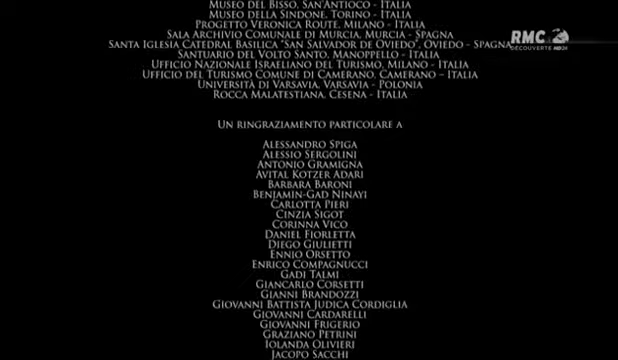 Museo del Bisso, San'Antioco - Italia
Museo della Sindone, Torino - Italia
Progetto Veronica Route, Milano - Italia
Sala Archivio Comunale di Murcia, Murcia - Spagna
Santa Iglesia Catedral Basilica "San Salvador de Oviedo", Oviedo - Spagna
Santuario del Volto Santo, Manoppello - Italia
Ufficio Nazionale Israeliano del Turismo, Milano - Italia
Ufficio del Turismo Comune di Camerano, Camerano – Italia
Università di Varsavia, Varsavia - Polonia
Rocca Malatestiana, Cesena - Italia
RMC
DÉCOUVERTE HD24
Un ringraziamento particolare a
Alessandro Spiga
Alessio Sergolini
Antonio Gramigna
Avital Kotzer Adari
Barbara Baroni
Benjamin-Gad Ninayi
Carlotta Pieri
Cinzia Sigot
Corinna Vico
Daniel Fiorletta
Diego Giulietti
Ennio Orsetto
Enrico Compagnucci
Gadi Talmi
Giancarlo Corsetti
Gianni Brandozzi
Giovanni Battista Judica Cordiglia
Giovanni Cardarelli
Giovanni Frigerio
Graziano Petrini
Iolanda Olivieri
Jacopo Sacchi